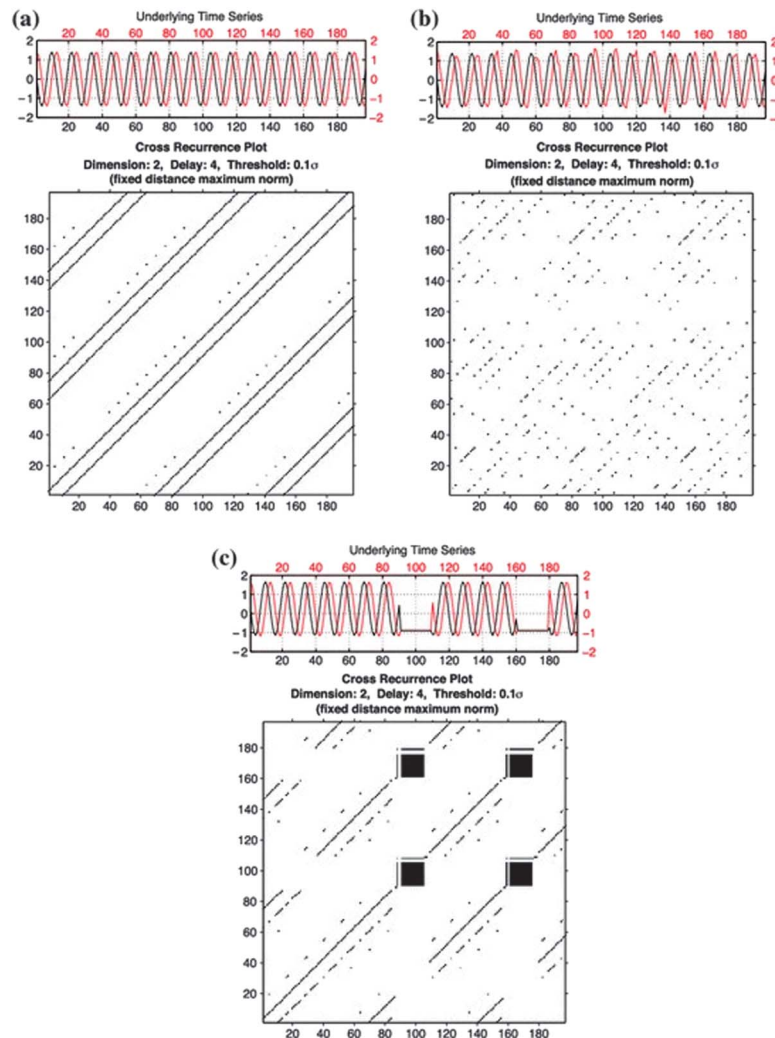 (a)
Underlying Time Series
20 40 60 80 100 120 140 160 180
2 2
1 1
0 0
-1 -1
-2 -2
20 40 60 80 100 120 140 160 180
Cross Recurrence Plot
Dimension: 2, Delay: 4, Threshold: 0.1σ
(fixed distance maximum norm)
180
160
140
120
100
80
60
40
20
20 40 60 80 100 120 140 160 180
(b)
Underlying Time Series
20 40 60 80 100 120 140 160 180
2 2
1 1
0 0
-1 -1
-2 -2
20 40 60 80 100 120 140 160 180
Cross Recurrence Plot
Dimension: 2, Delay: 4, Threshold: 0.1σ
(fixed distance maximum norm)
180
160
140
120
100
80
60
40
20
20 40 60 80 100 120 140 160 180
(c)
Underlying Time Series
20 40 60 80 100 120 140 160 180
2 2
1 1
0 0
-1 -1
-2 -2
20 40 60 80 100 120 140 160 180
Cross Recurrence Plot
Dimension: 2, Delay: 4, Threshold: 0.1σ
(fixed distance maximum norm)
180
160
140
120
100
80
60
40
20
20 40 60 80 100 120 140 160 180